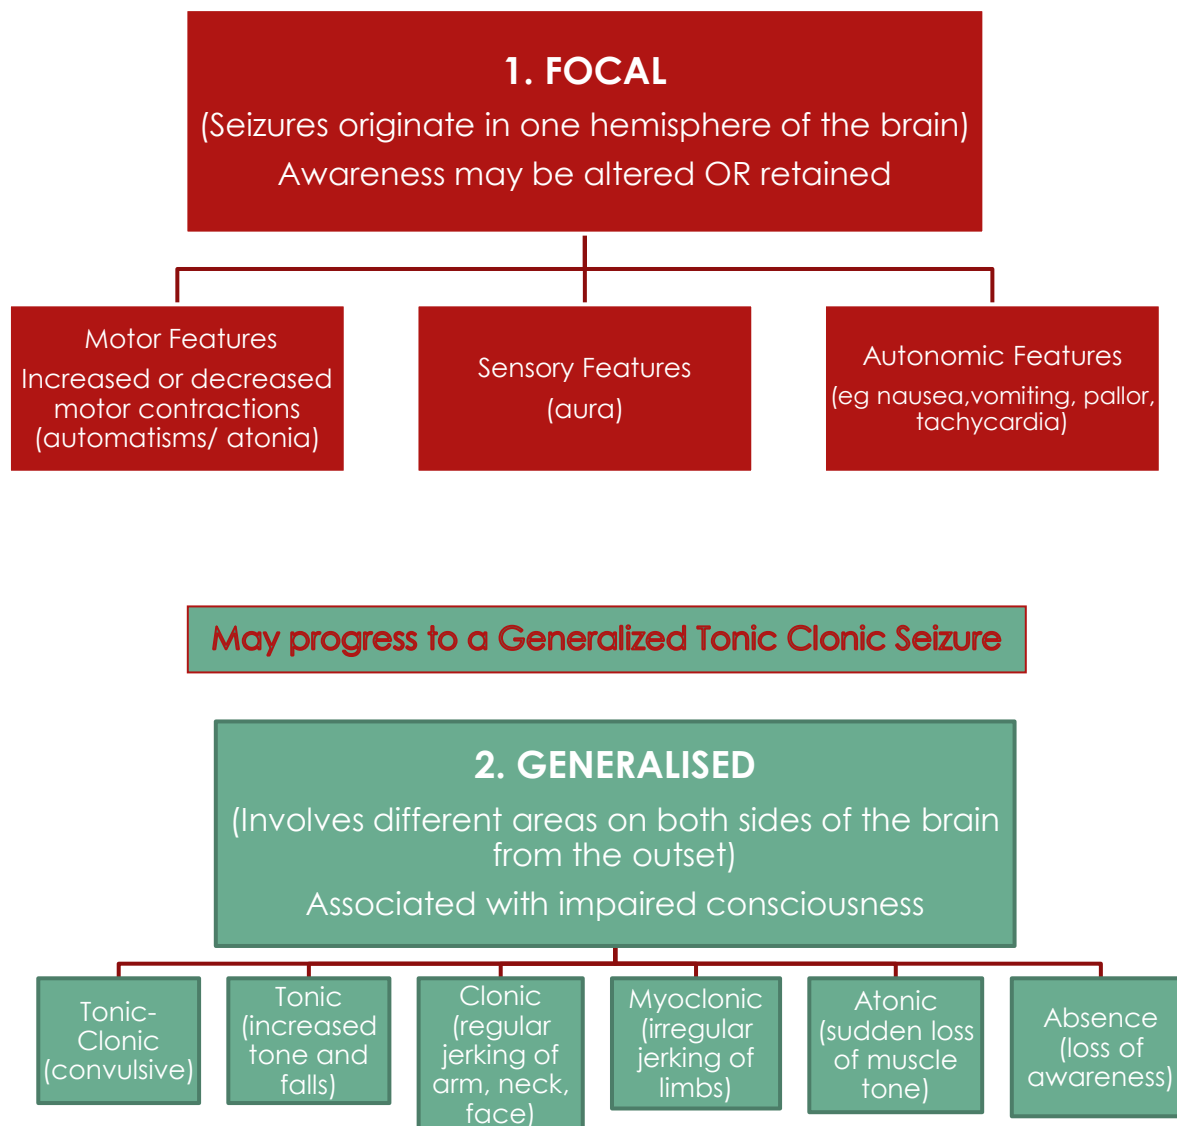 1. FOCAL
(Seizures originate in one hemisphere of the brain)
Awareness may be altered OR retained
Motor Features
Increased or decreased
motor contractions
(automatisms/ atonia)
Sensory Features
(aura)
Autonomic Features
(eg nausea,vomiting, pallor,
tachycardia)
May progress to a Generalized Tonic Clonic Seizure
2. GENERALISED
(Involves different areas on both sides of the brain
from the outset)
Associated with impaired consciousness
Tonic-
Clonic
(convulsive)
Tonic
(increased
tone and
falls)
Clonic
(regular
jerking of
arm, neck,
face)
Myoclonic
(irregular
jerking of
limbs)
Atonic
(sudden loss
of muscle
tone)
Absence
(loss of
awareness)